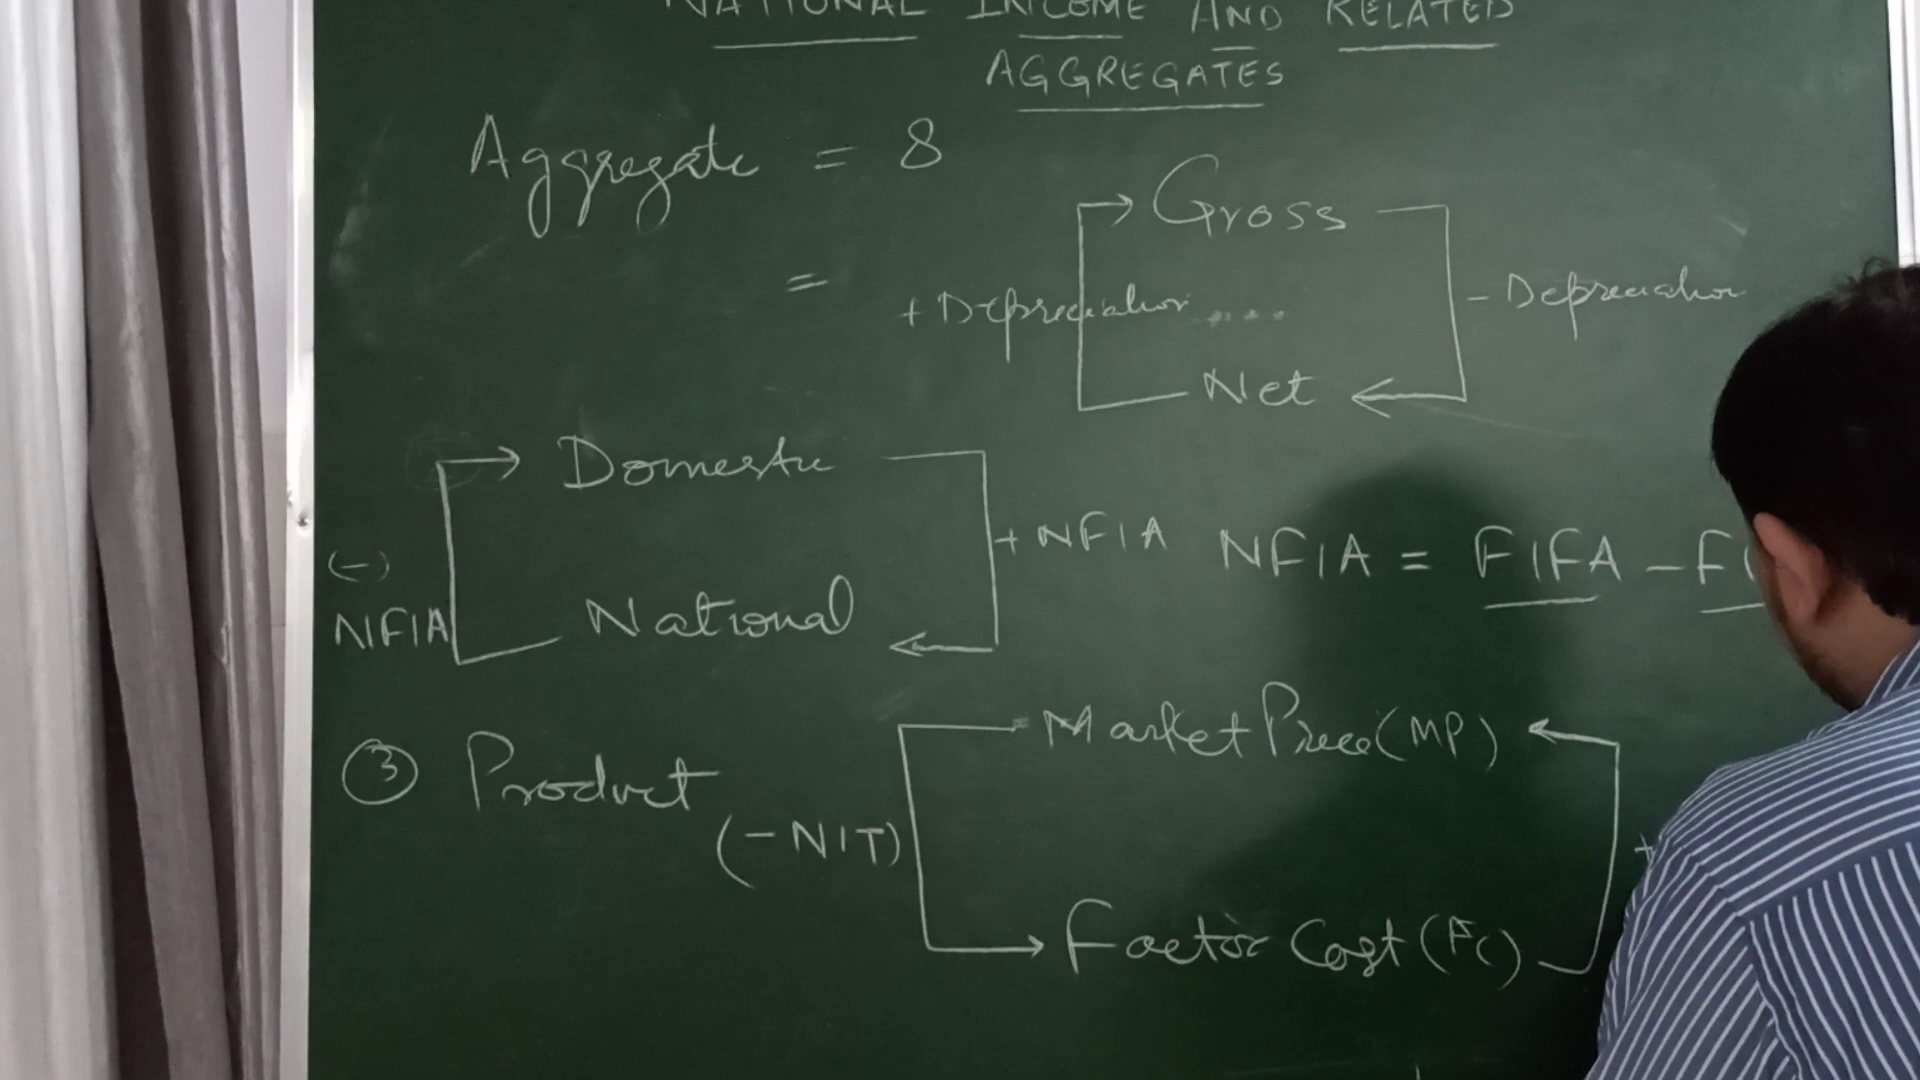 NATIONAL INCOME AND RELATED
AGGREGATES
Aggregate = 8
Gross
=
+ Depreciation
- Depreciation
Net
Domestic
+ NFIA
NFIA = FIFA -
(-)
NFIA
National
Market Price (MP)
③ Product
(-NIT)
+
Factor Cost (FC)